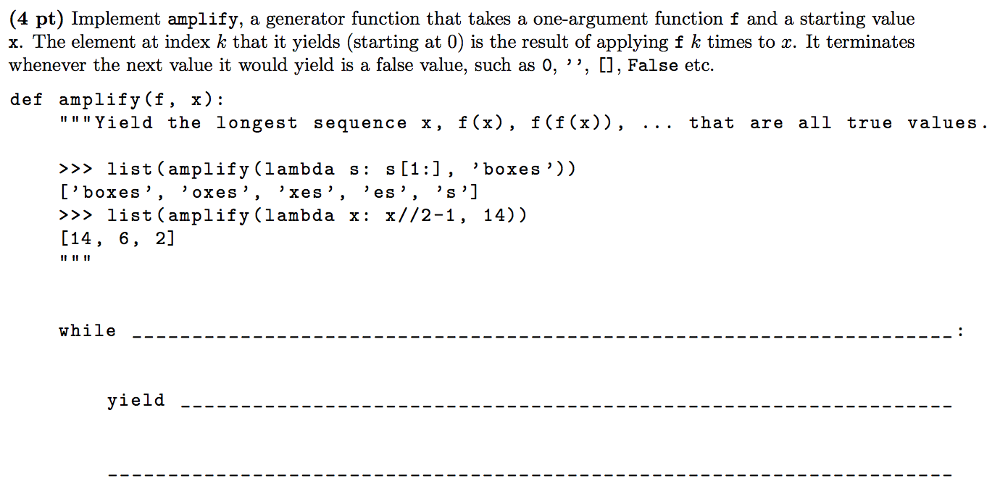 (4 pt) Implement amplify, a generator function that takes a one-argument function f and a starting value
x. The element at index k that it yields (starting at 0) is the result of applying f k times to x. It terminates
whenever the next value it would yield is a false value, such as 0, ’’, [], False etc.
def amplify(f, x):
"""Yield the longest sequence x, f(x), f(f(x)), ... that are all true values.
>>> list(amplify(lambda s: s[1:], ’boxes’))
[’boxes’, ’oxes’, ’xes’, ’es’, ’s’]
>>> list(amplify(lambda x: x//2-1, 14))
[14, 6, 2]
"""
while ____________________________________________________________________:
yield ________________________________________________________________
______________________________________________________________________